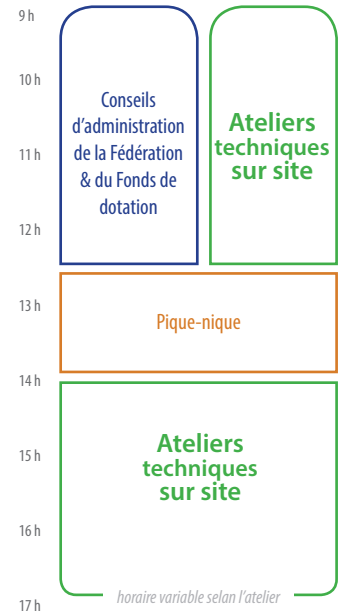 9 h
10 h
11 h
12 h
13 h
14 h
15 h
16 h
17 h
Conseils
d’administration
de la Fédération
& du Fonds de
dotation
Ateliers
techniques
sur site
Pique-nique
Ateliers
techniques
sur site
horaire variable selan l’atelier